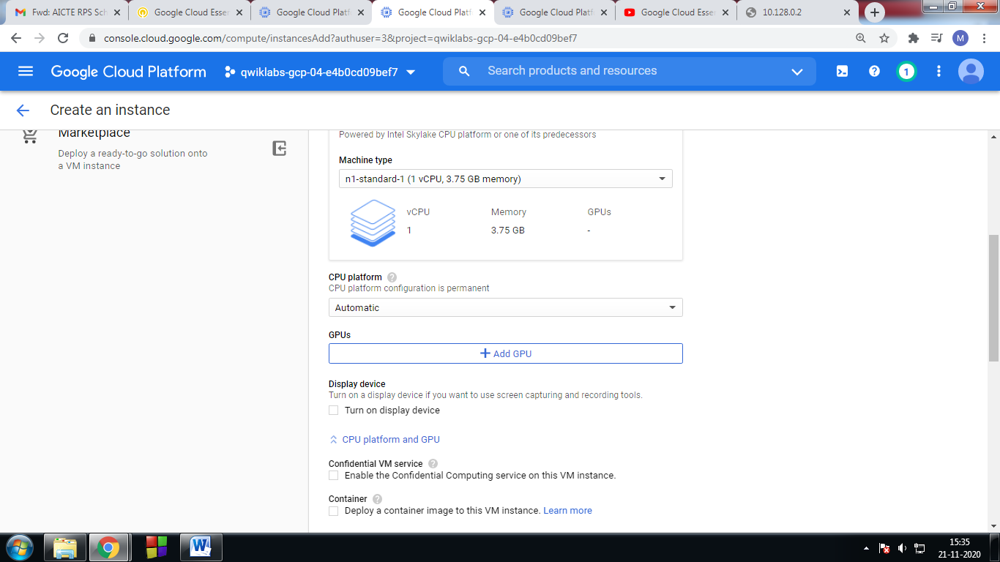 Fwd: AICTE RPS Sch
Google Cloud Essen
Google Cloud Platf
Google Cloud Platf
Google Cloud Platf
Google Cloud Essen
10.128.0.2
console.cloud.google.com/compute/instancesAdd?authuser=3&project=qwiklabs-gcp-04-e4b0cd09bef7
M
Google Cloud Platform
qwiklabs-gcp-04-e4b0cd09bef7
Search products and resources
1
Create an instance
Marketplace
Deploy a ready-to-go solution onto
a VM instance
Powered by Intel Skylake CPU platform or one of its predecessors
Machine type
n1-standard-1 (1 vCPU, 3.75 GB memory)
vCPU Memory GPUs
1 3.75 GB -
CPU platform ?
CPU platform configuration is permanent
Automatic
GPUs
+ Add GPU
Display device
Turn on a display device if you want to use screen capturing and recording tools.
Turn on display device
CPU platform and GPU
Confidential VM service ?
Enable the Confidential Computing service on this VM instance.
Container ?
Deploy a container image to this VM instance. Learn more
W
15:35
21-11-2020